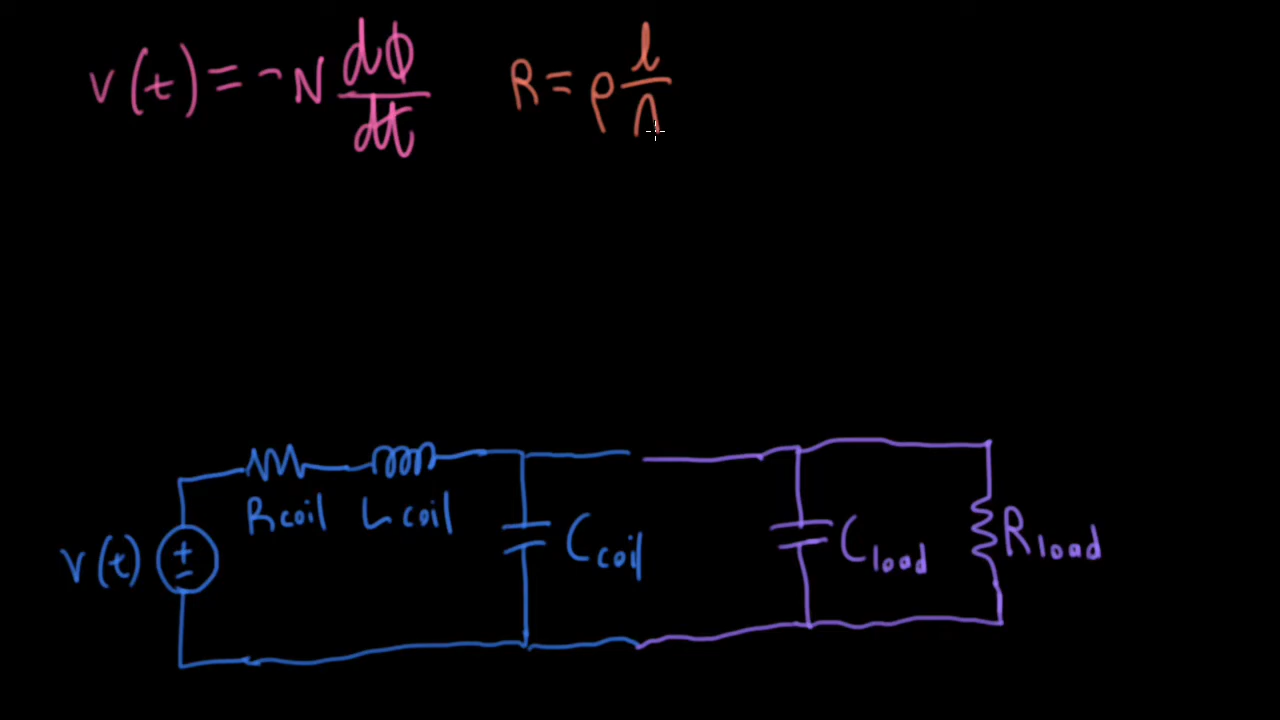 v(t) = -N dΦ/dt
R = ρ l/A
Rcoil Lcoil
v(t) + - Ccoil Cload Rload